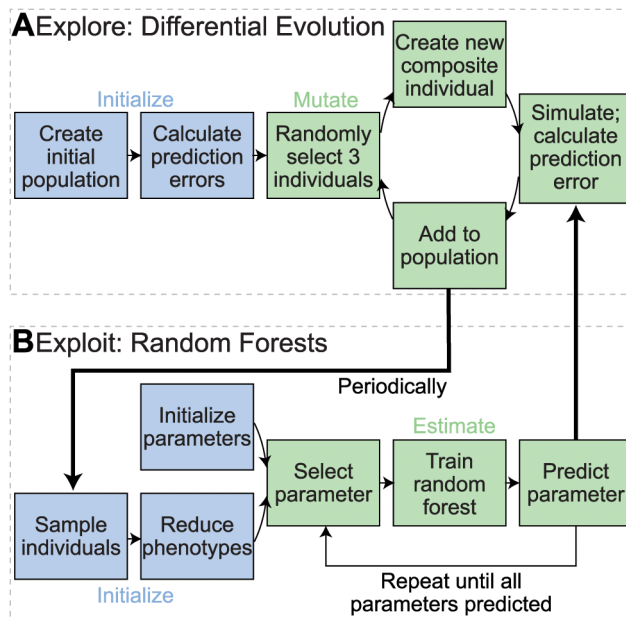 A Explore: Differential Evolution
Initialize
Create
initial
population
Calculate
prediction
errors
Mutate
Randomly
select 3
individuals
Create new
composite
individual
Simulate;
calculate
prediction
error
Add to
population
B Exploit: Random Forests
Periodically
Initialize
parameters
Sample
individuals
Reduce
phenotypes
Initialize
Select
parameter
Estimate
Train
random
forest
Predict
parameter
Repeat until all
parameters predicted